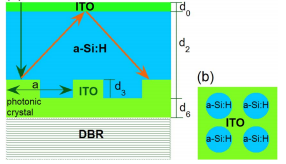 ITO
d0
a-Si:H
d2
a
ITO
d3
photonic
crystal
d6
DBR
(b)
a-Si:H a-Si:H
ITO
a-Si:H a-Si:H